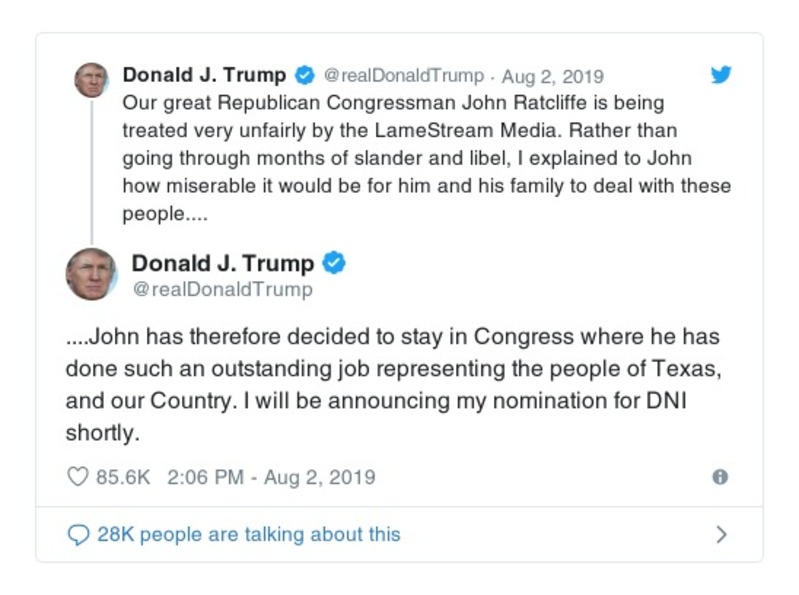 Donald J. Trump @realDonaldTrump · Aug 2, 2019
Our great Republican Congressman John Ratcliffe is being
treated very unfairly by the LameStream Media. Rather than
going through months of slander and libel, I explained to John
how miserable it would be for him and his family to deal with these
people....
Donald J. Trump
@realDonaldTrump
....John has therefore decided to stay in Congress where he has
done such an outstanding job representing the people of Texas,
and our Country. I will be announcing my nomination for DNI
shortly.
85.6K 2:06 PM - Aug 2, 2019
28K people are talking about this